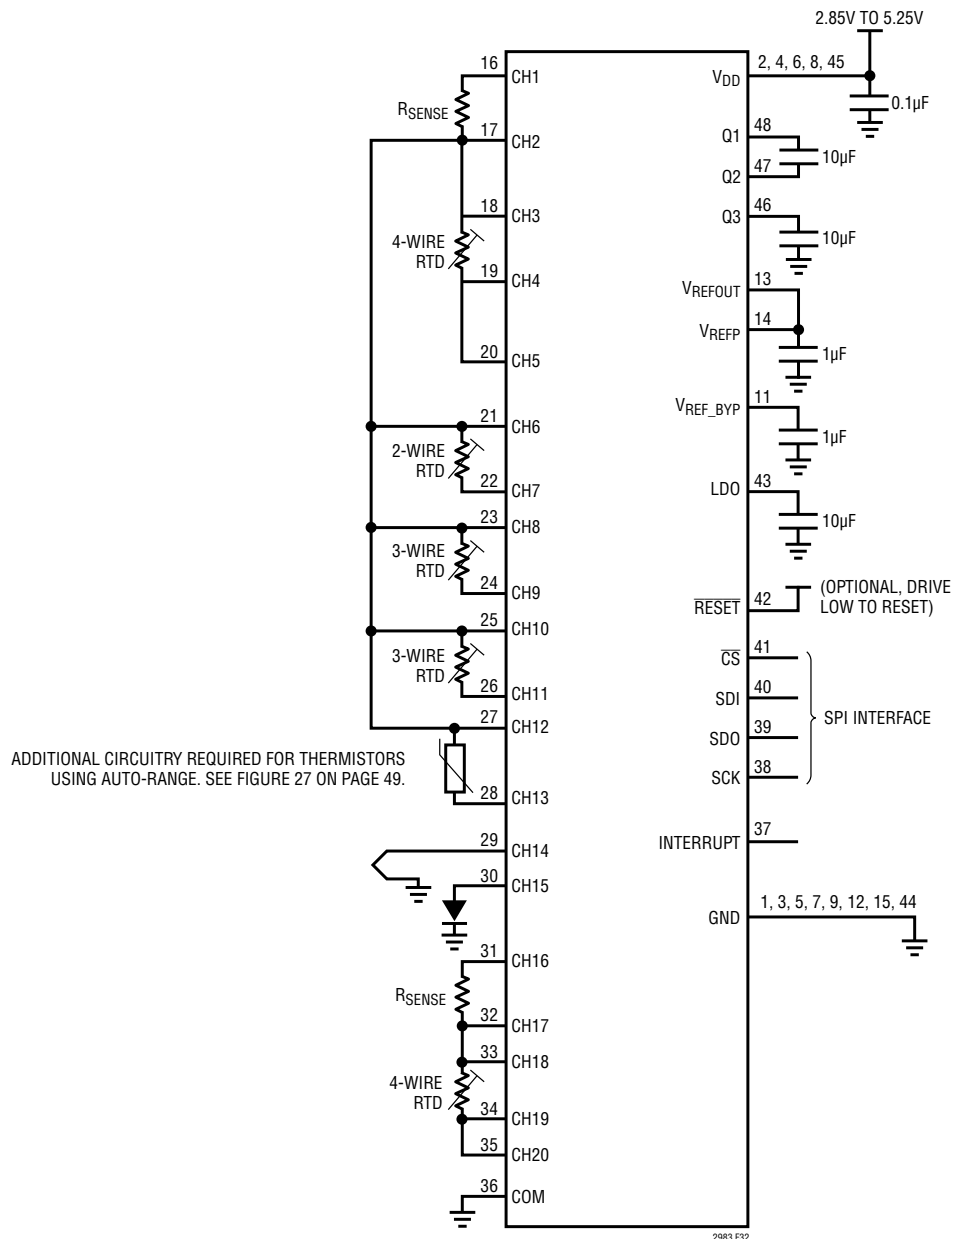 2.85V TO 5.25V
16 CH1
RSENSE
17 CH2
18 CH3
4-WIRE
RTD
19 CH4
20 CH5
21 CH6
2-WIRE
RTD
22 CH7
23 CH8
3-WIRE
RTD
24 CH9
25 CH10
3-WIRE
RTD
26 CH11
27 CH12
ADDITIONAL CIRCUITRY REQUIRED FOR THERMISTORS
USING AUTO-RANGE. SEE FIGURE 27 ON PAGE 49.
28 CH13
29 CH14
30 CH15
31 CH16
RSENSE
32 CH17
33 CH18
4-WIRE
RTD
34 CH19
35 CH20
36 COM
VDD 2, 4, 6, 8, 45
0.1µF
Q1 48
10µF
Q2 47
Q3 46
10µF
VREFOUT 13
VREFP 14
1µF
VREF_BYP 11
1µF
LDO 43
10µF
RESET 42
(OPTIONAL, DRIVE
LOW TO RESET)
CS 41
SDI 40
SPI INTERFACE
SDO 39
SCK 38
INTERRUPT 37
GND 1, 3, 5, 7, 9, 12, 15, 44
2983 F32